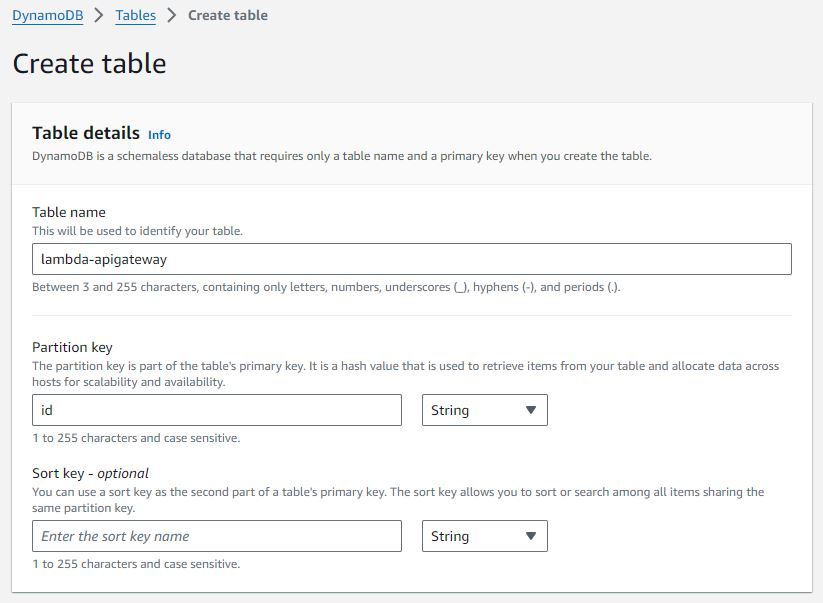 DynamoDB > Tables > Create table
Create table
Table details Info
DynamoDB is a schemaless database that requires only a table name and a primary key when you create the table.
Table name
This will be used to identify your table.
lambda-apigateway
Between 3 and 255 characters, containing only letters, numbers, underscores (_), hyphens (-), and periods (.).
Partition key
The partition key is part of the table's primary key. It is a hash value that is used to retrieve items from your table and allocate data across
hosts for scalability and availability.
id String
1 to 255 characters and case sensitive.
Sort key - optional
You can use a sort key as the second part of a table's primary key. The sort key allows you to sort or search among all items sharing the
same partition key.
Enter the sort key name String
1 to 255 characters and case sensitive.